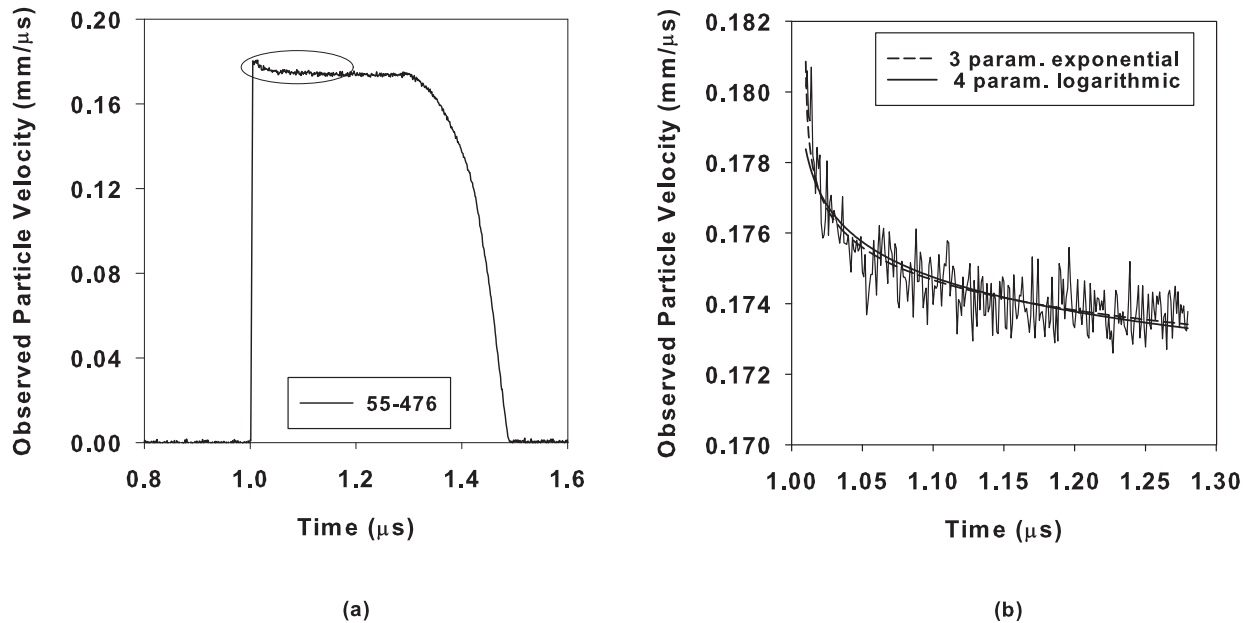 Observed Particle Velocity (mm/μs)
0.20
0.16
0.12
0.08
0.04
0.00
55-476
0.8 1.0 1.2 1.4 1.6
Time (μs)
(a)
Observed Particle Velocity (mm/μs)
0.182
0.180
0.178
0.176
0.174
0.172
0.170
3 param. exponential
4 param. logarithmic
1.00 1.05 1.10 1.15 1.20 1.25 1.30
Time (μs)
(b)